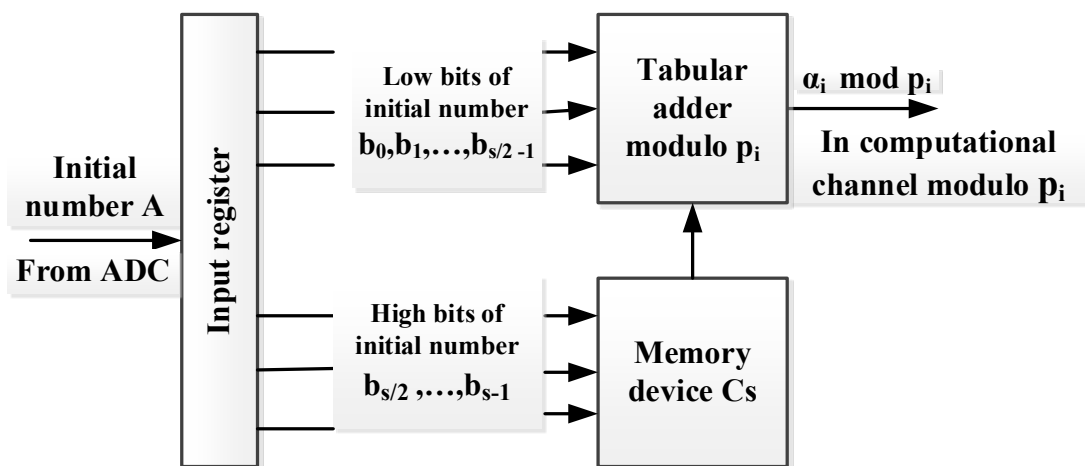 Initial
number A
From ADC
Input register
Low bits of
initial number
b₀,b₁,…,bₛ/₂ ₋₁
High bits of
initial number
bₛ/₂ ,…,bₛ₋₁
Tabular
adder
modulo pᵢ
Memory
device Cs
αᵢ mod pᵢ
In computational
channel modulo pᵢ